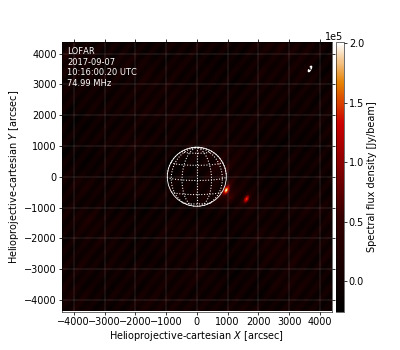 1e5
LOFAR
2017-09-07
10:16:00.20 UTC
74.99 MHz
4000
3000
2000
1000
0
−1000
−2000
−3000
−4000
Helioprojective-cartesian Y [arcsec]
−4000−3000−2000−1000 0 1000 2000 3000 4000
Helioprojective-cartesian X [arcsec]
2.0
1.5
1.0
0.5
0.0
Spectral flux density [Jy/beam]